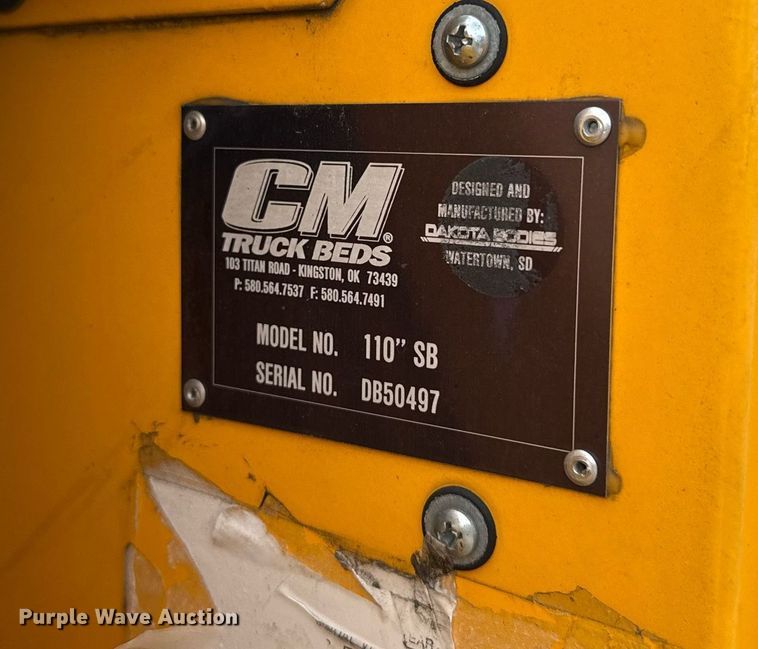 CM®
TRUCK BEDS
103 TITAN ROAD - KINGSTON, OK 73439
P: 580.564.7537 F: 580.564.7491
DESIGNED AND
MANUFACTURED BY:
DAKOTA BODIES
WATERTOWN, SD
MODEL NO. 110" SB
SERIAL NO. DB50497
YEAR
Purple Wave Auction